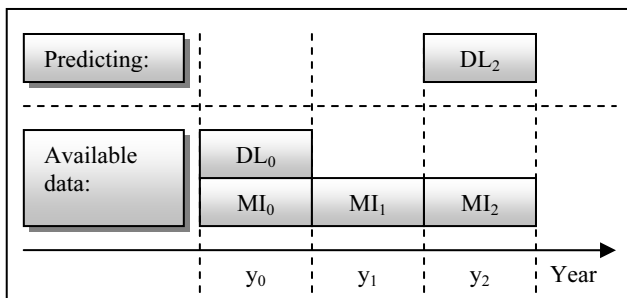 Predicting: DL₂
Available data: DL₀
MI₀ MI₁ MI₂
y₀ y₁ y₂ Year